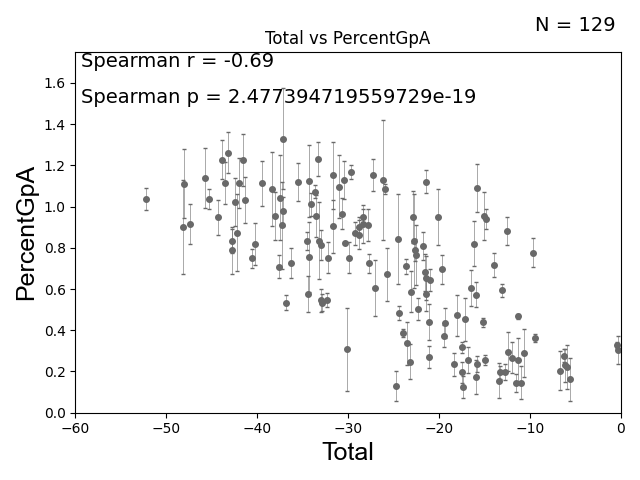 N = 129
Total vs PercentGpA
Spearman r = -0.69
Spearman p = 2.477394719559729e-19
PercentGpA
1.6
1.4
1.2
1.0
0.8
0.6
0.4
0.2
0.0
−60 −50 −40 −30 −20 −10 0
Total